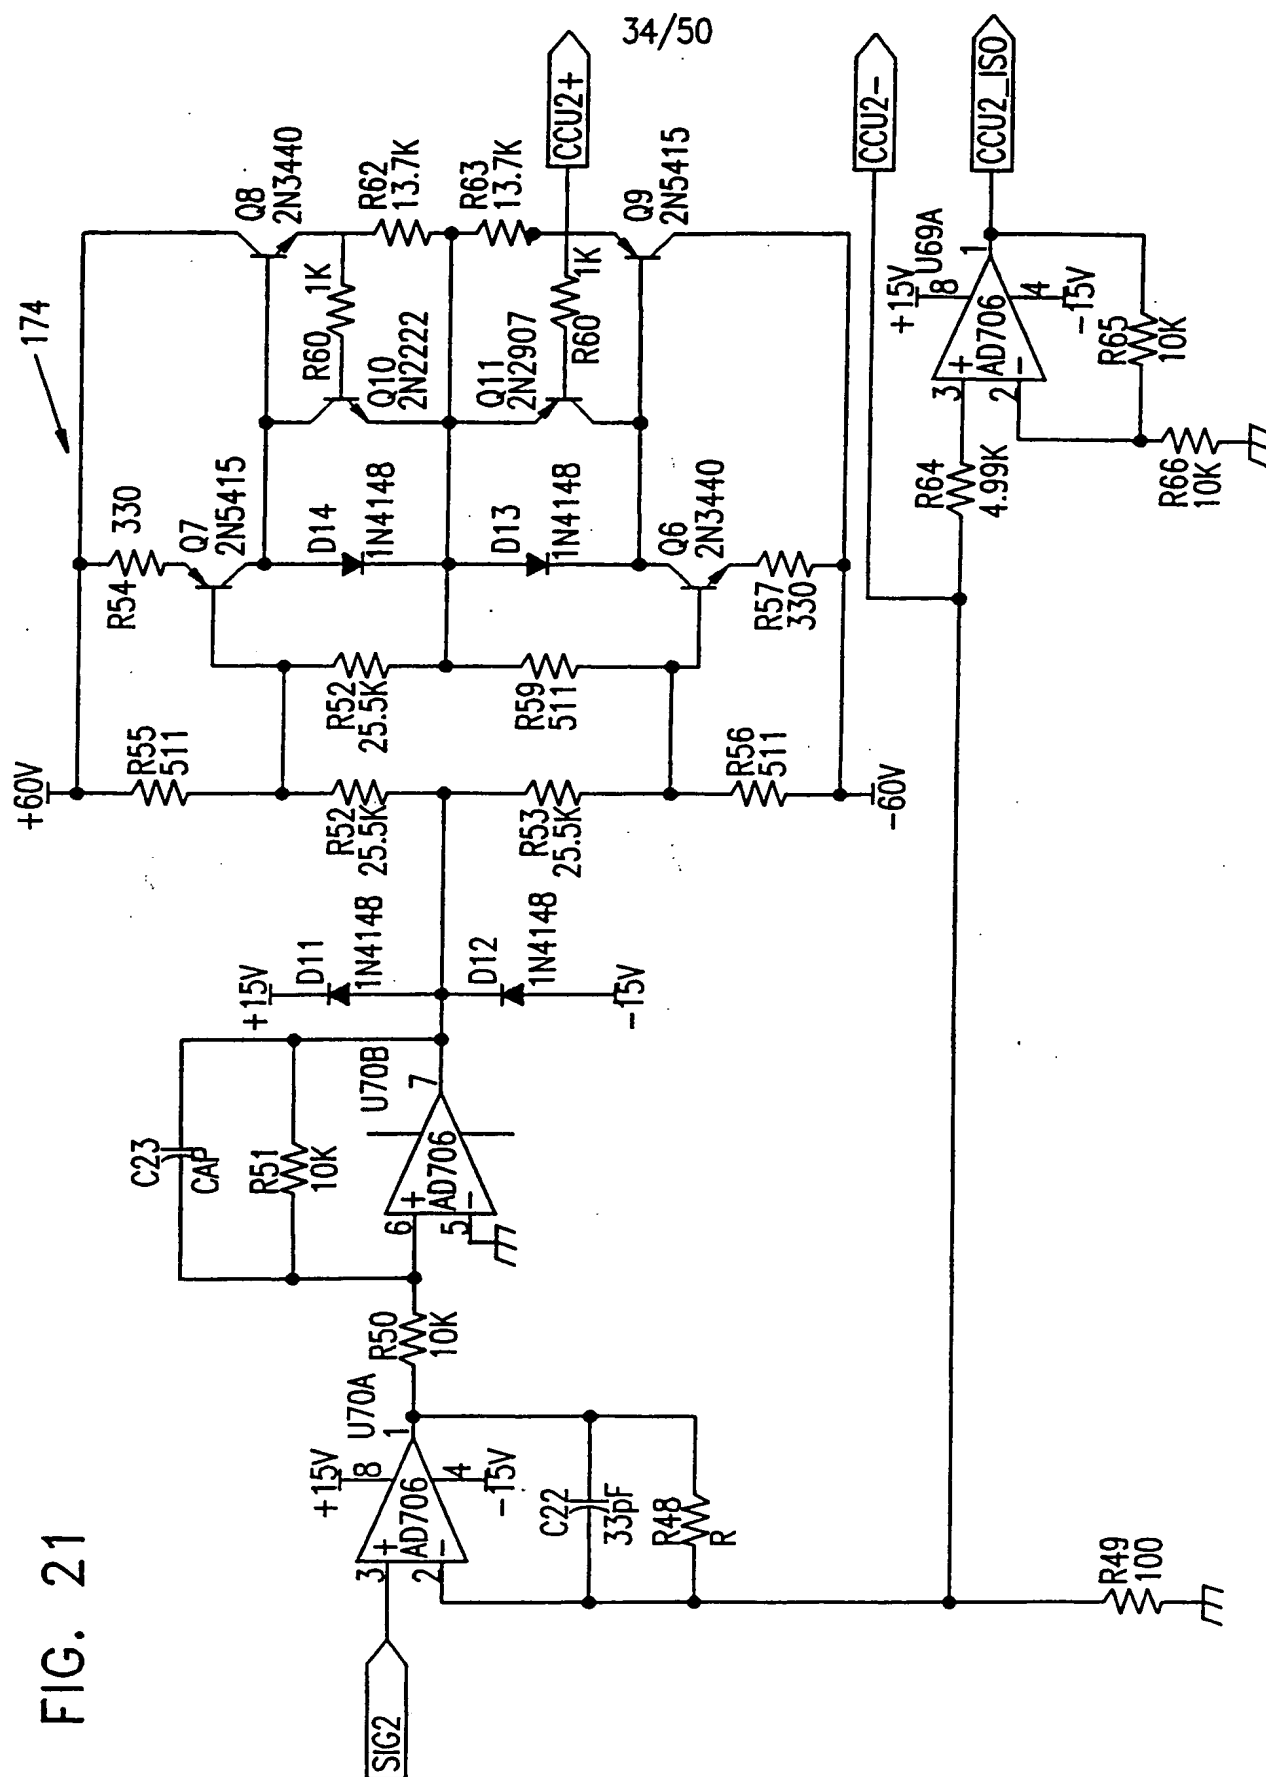 34/50
FIG. 21
174
SIG2
3
2
+
-
AD706
+15V
8
4
-15V
U70A
1
C22
33pF
R48
R
R49
100
R50
10K
C23
CAP
R51
10K
6
5
+
-
AD706
U70B
7
+15V
D11
1N4148
D12
1N4148
-15V
+60V
R55
511
R52
25.5K
R53
25.5K
R56
511
-60V
R52
25.5K
R59
511
R54
330
Q7
2N5415
D14
1N4148
D13
1N4148
Q6
2N3440
R57
330
R60
1K
Q10
2N2222
Q11
2N2907
R60
1K
Q8
2N3440
R62
13.7K
R63
13.7K
Q9
2N5415
CCU2+
CCU2-
CCU2_ISO
R64
4.99K
3
2
+
-
AD706
+15V
8
U69A
1
4
-15V
R65
10K
R66
10K